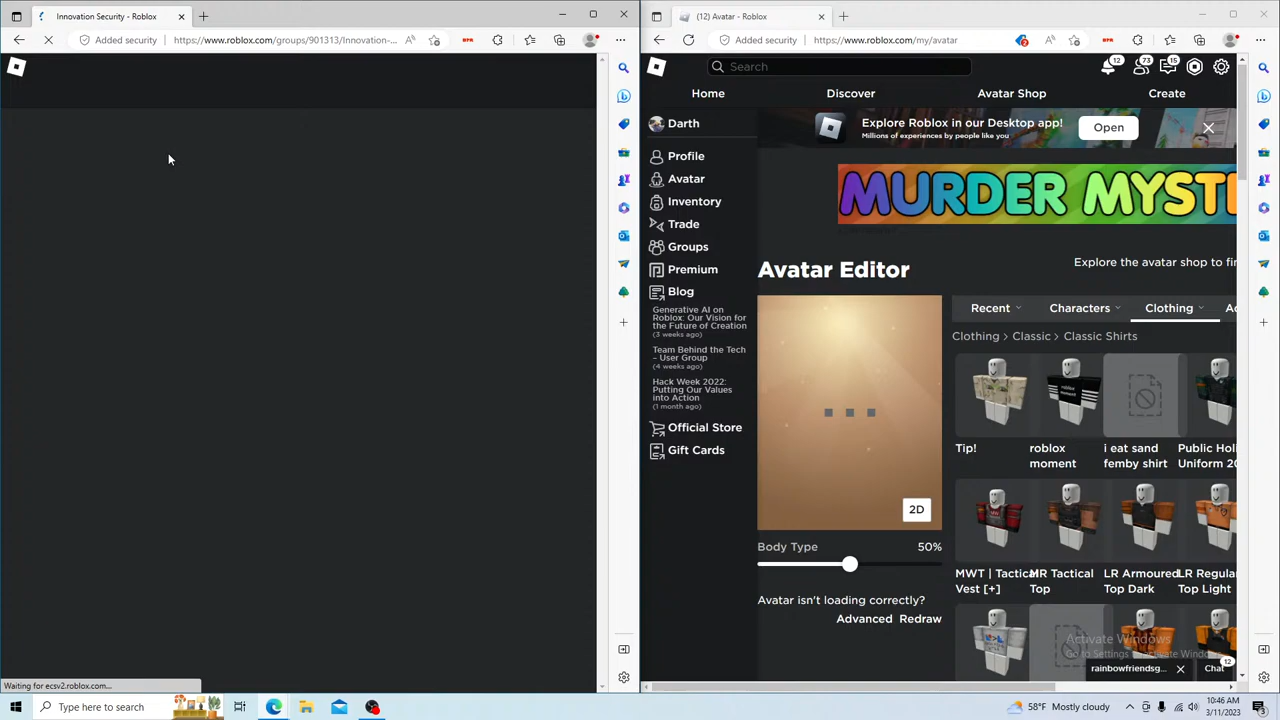 Innovation Security - Roblox
Added security
https://www.roblox.com/groups/901313/Innovation-...
Waiting for ecsv2.roblox.com...
(12) Avatar - Roblox
Added security
https://www.roblox.com/my/avatar
2
Search
12
73
15
Home
Discover
Avatar Shop
Create
Darth
Explore Roblox in our Desktop app!
Millions of experiences by people like you
Open
Profile
Avatar
Inventory
Trade
Groups
Premium
Blog
Generative AI on
Roblox: Our Vision for
the Future of Creation
(3 weeks ago)
Team Behind the Tech
– User Group
(4 weeks ago)
Hack Week 2022:
Putting Our Values
into Action
(1 month ago)
Official Store
Gift Cards
MURDER MYST
Avatar Editor
Explore the avatar shop to fi
2D
Body Type
50%
Avatar isn't loading correctly?
Advanced
Redraw
Recent
Characters
Clothing
Clothing > Classic > Classic Shirts
Tip!
roblox
moment
i eat sand
femby shirt
Public Holi
Uniform 20
MWT | Tactical
Vest [+]
MR Tactical
Top
LR Armoured
Top Dark
LR Regular
Top Light
Activate Windows
Go to Settings to activate Windows
rainbowfriendsg...
Chat
12
Type here to search
58°F
Mostly cloudy
10:46 AM
3/11/2023
3